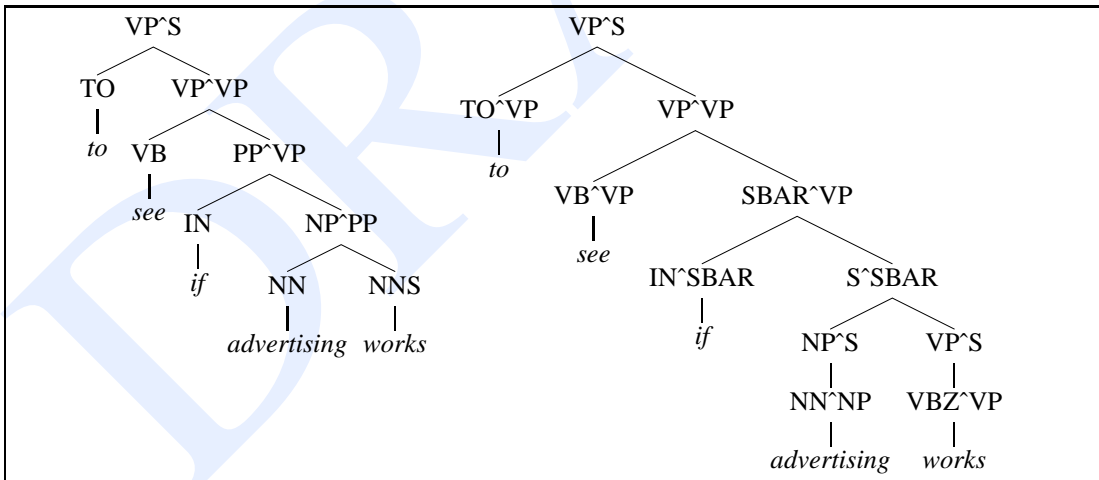 VP^S VP^S
TO VP^VP TO^VP VP^VP
to VB PP^VP to
see IN NP^PP VB^VP SBAR^VP
if NN NNS see IN^SBAR S^SBAR
advertising works if NP^S VP^S
NN^NP VBZ^VP
advertising works